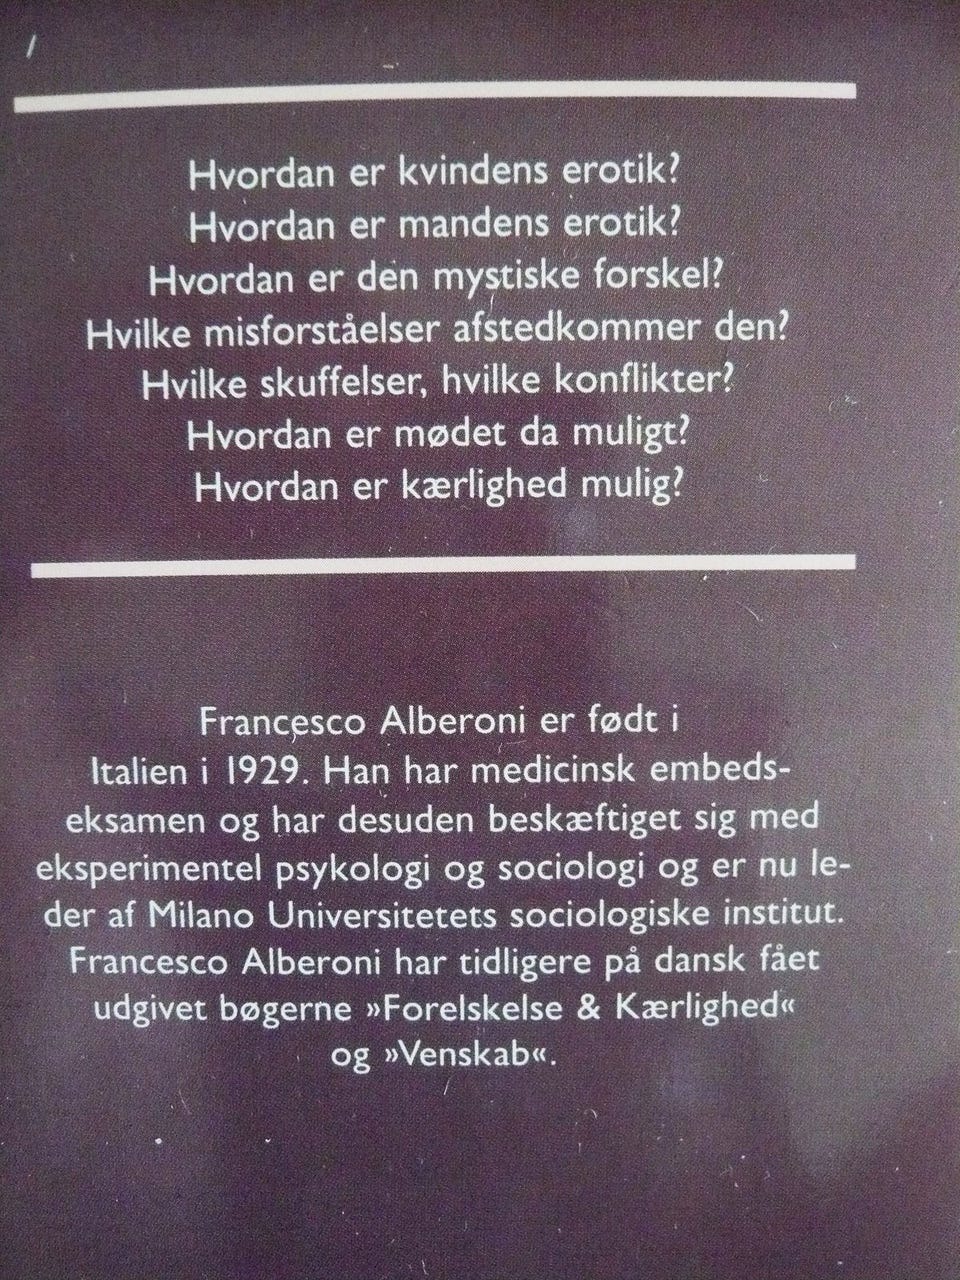 Hvordan er kvindens erotik?
Hvordan er mandens erotik?
Hvordan er den mystiske forskel?
Hvilke misforståelser afstedkommer den?
Hvilke skuffelser, hvilke konflikter?
Hvordan er mødet da muligt?
Hvordan er kærlighed mulig?
Francesco Alberoni er født i
Italien i 1929. Han har medicinsk embeds-
eksamen og har desuden beskæftiget sig med
eksperimentel psykologi og sociologi og er nu le-
der af Milano Universitetets sociologiske institut.
Francesco Alberoni har tidligere på dansk fået
udgivet bøgerne »Forelskelse & Kærlighed«
og »Venskab«.